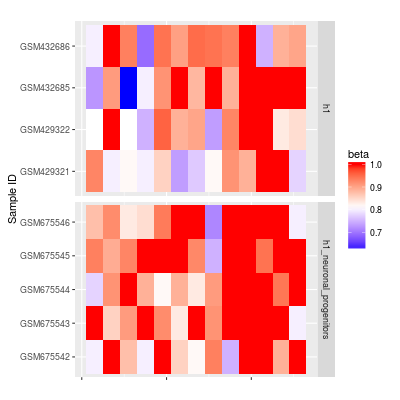 GSM432686
GSM432685
GSM429322
GSM429321
h1
GSM675546
GSM675545
GSM675544
GSM675543
GSM675542
h1_neuronal_progenitors
Sample ID
beta
1.0
0.9
0.8
0.7